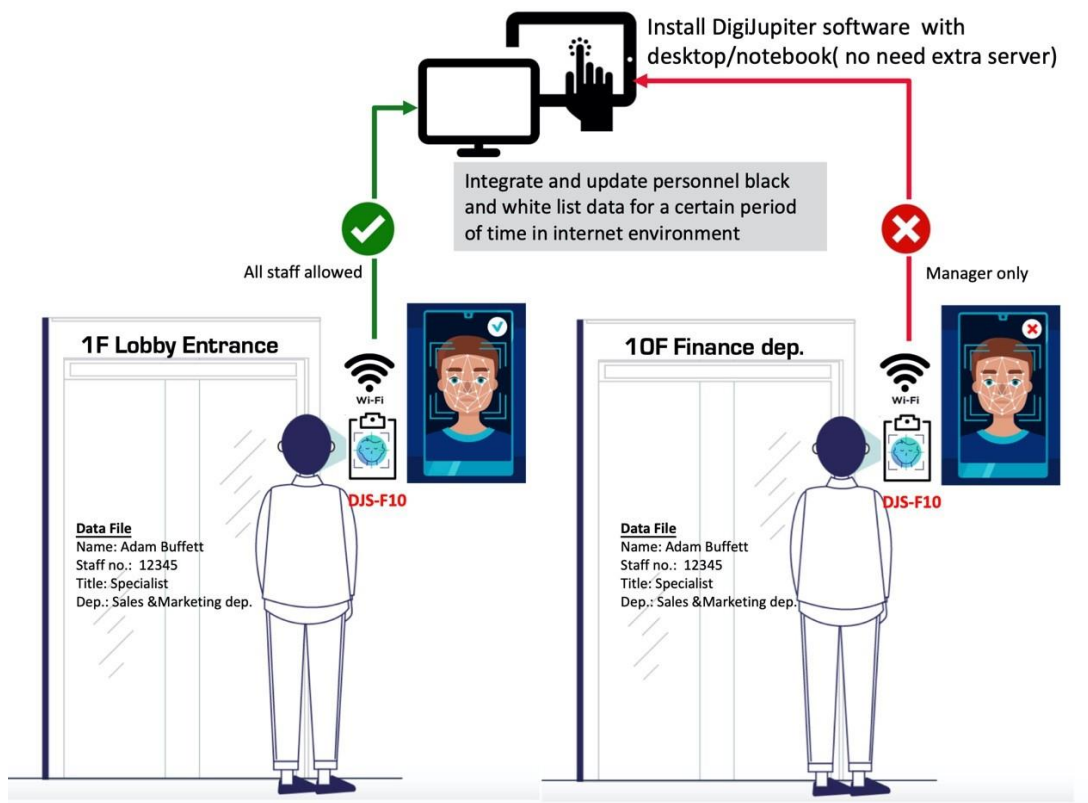 Install DigiJupiter software  with
desktop/notebook( no need extra server)
Integrate and update personnel black
and white list data for a certain period
of time in internet environment
All staff allowed
Manager only
1F Lobby Entrance
Wi-Fi
DJS-F10
Data File
Name: Adam Buffett
Staff no.:  12345
Title: Specialist
Dep.: Sales &Marketing dep.
10F Finance dep.
Wi-Fi
DJS-F10
Data File
Name: Adam Buffett
Staff no.:  12345
Title: Specialist
Dep.: Sales &Marketing dep.